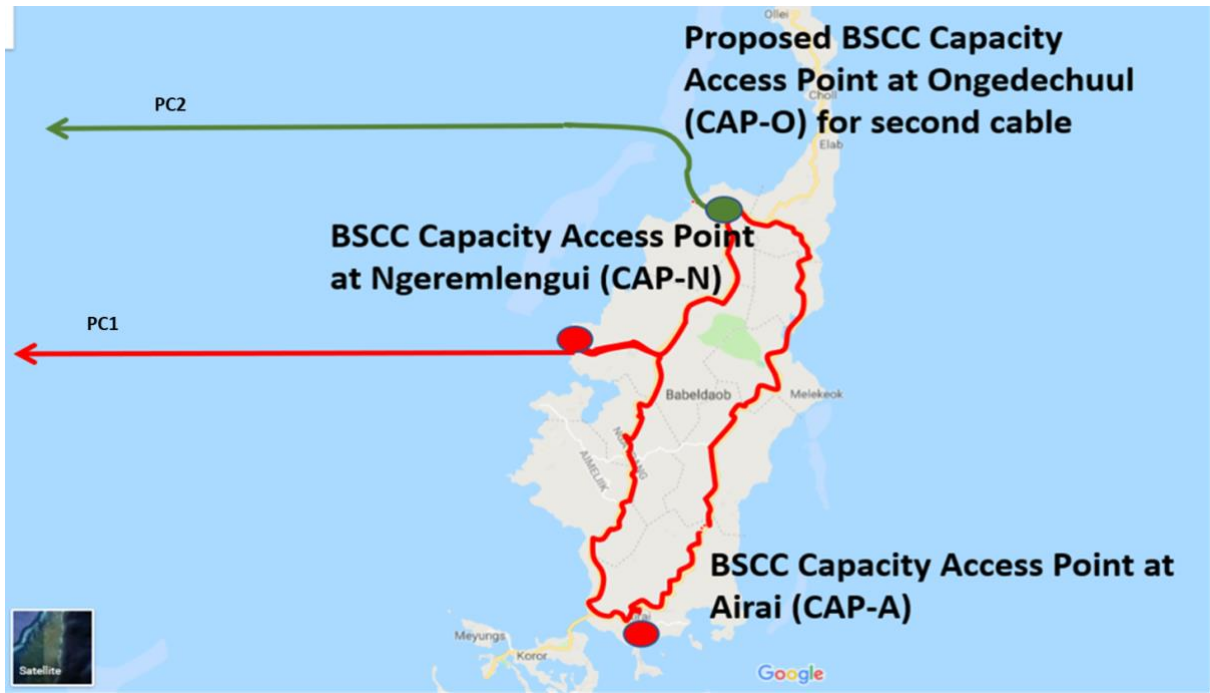 Ollei
Proposed BSCC Capacity
Access Point at Ongedechuul
(CAP-O) for second cable
Choll
Elab
PC2
BSCC Capacity Access Point
at Ngeremlengui (CAP-N)
PC1
Babeldaob
Melekeok
AIMELIIK
BSCC Capacity Access Point at
Airai (CAP-A)
Meyungs
Koror
Satellite
Google